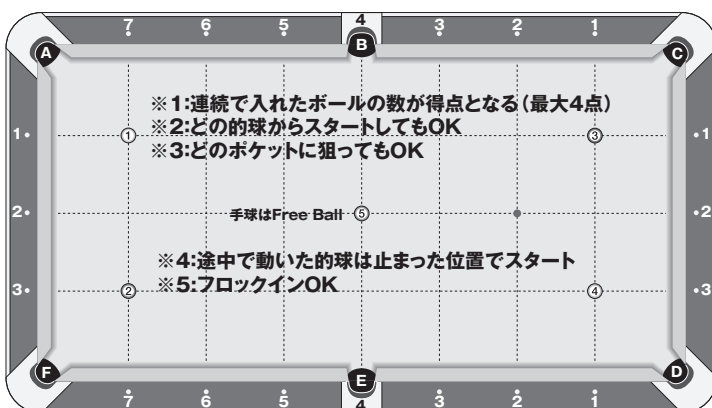 7 6 5 4 3 2 1
A B C
※1:連続で入れたボールの数が得点となる(最大4点)
※2:どの的球からスタートしてもOK
1 ① ③ 1
※3:どのポケットに狙ってもOK
2 手球はFree Ball ⑤ 2
※4:途中で動いた的球は止まった位置でスタート
※5:フロックインOK
3 ② ④ 3
F E D
7 6 5 4 3 2 1